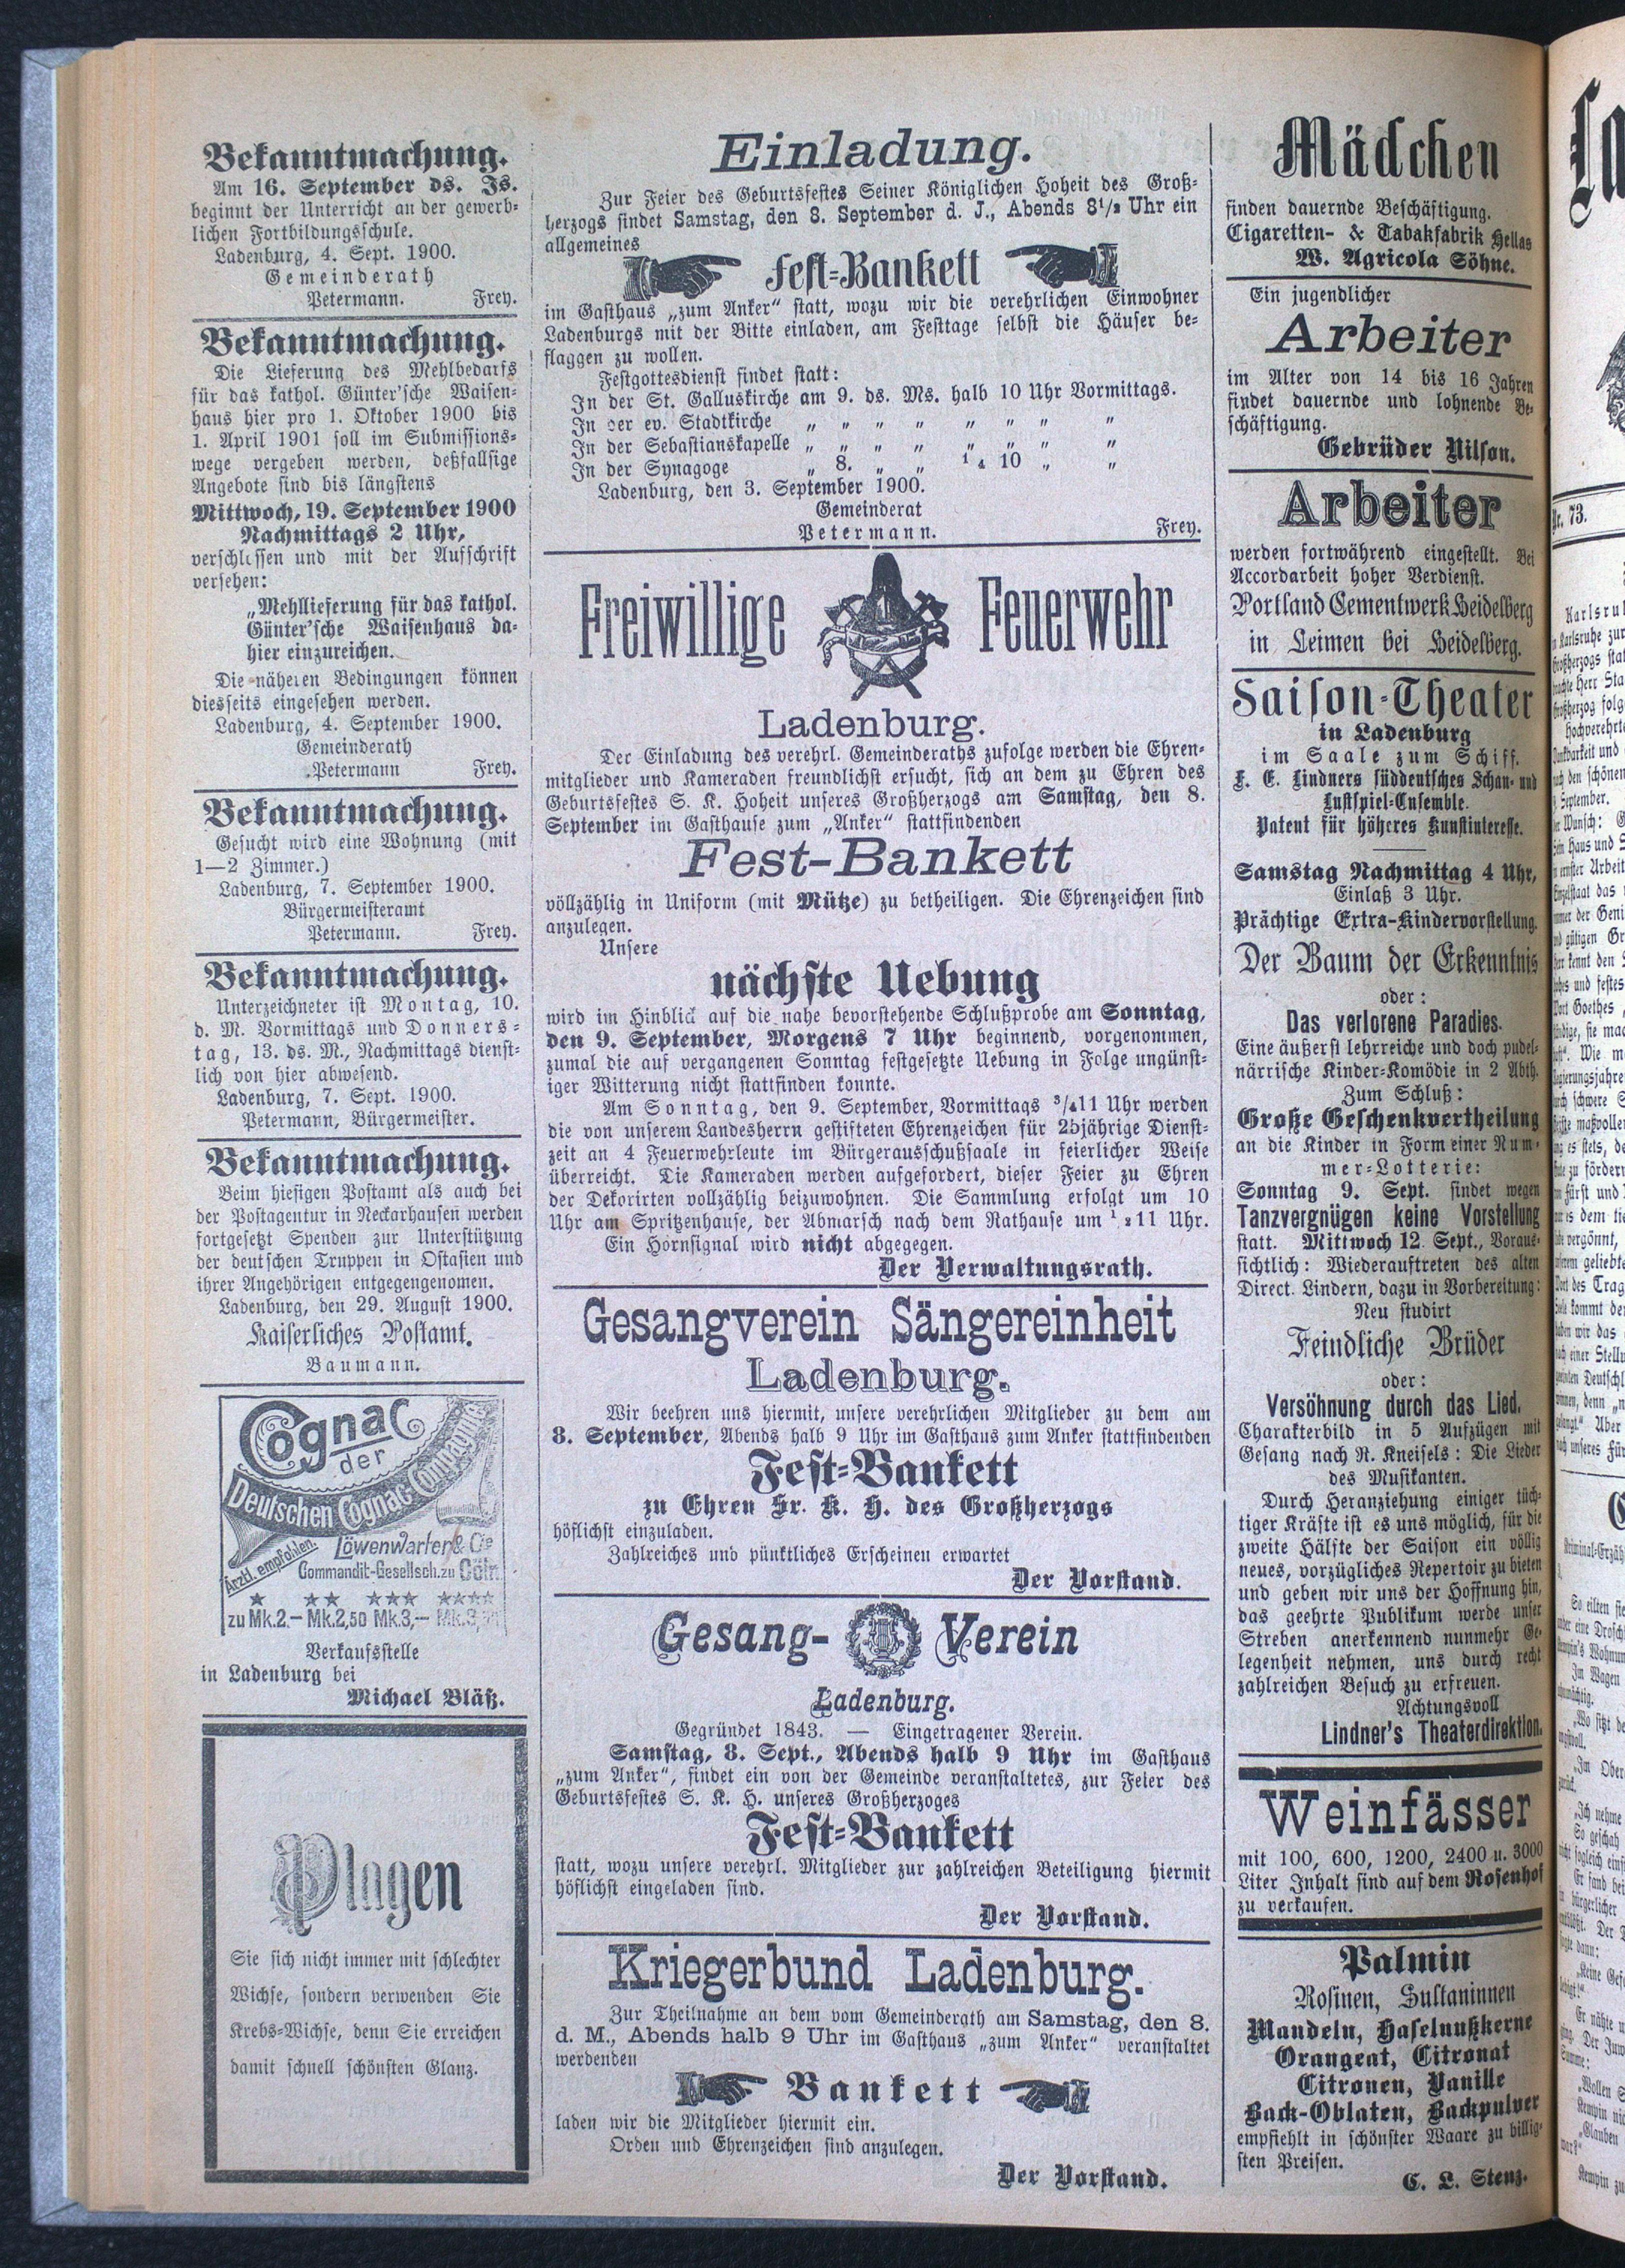 Bekanntmachung.
Am 16. September ds. Js.
beginnt der Unterricht an der gewerb-
lichen Fortbildungsschule.
Ladenburg, 4. Sept. 1900.
Gemeinderath
Petermann. Frey.
Bekanntmachung.
Die Lieferung des Mehlbedarfs
für das kathol. Günter'sche Waisen-
haus hier pro 1. Oktober 1900 bis
1. April 1901 soll im Submissions-
wege vergeben werden, deßfallsige
Angebote sind bis längstens
Mittwoch, 19. September 1900
Nachmittags 2 Uhr,
verschlossen und mit der Aufschrift
versehen:
„Mehllieferung für das kathol.
Günter'sche Waisenhaus da-
hier einzureichen.
Die näheren Bedingungen können
diesseits eingesehen werden.
Ladenburg, 4. September 1900.
Gemeinderath
Petermann Frey.
Bekanntmachung.
Gesucht wird eine Wohnung (mit
1—2 Zimmer.)
Ladenburg, 7. September 1900.
Bürgermeisteramt
Petermann. Frey.
Bekanntmachung.
Unterzeichneter ist Montag, 10.
d. M. Vormittags und Donners-
tag, 13. ds. M., Nachmittags dienst-
lich von hier abwesend.
Ladenburg, 7. Sept. 1900.
Petermann, Bürgermeister.
Bekanntmachung.
Beim hiesigen Postamt als auch bei
der Postagentur in Neckarhausen werden
fortgesetzt Spenden zur Unterstützung
der deutschen Truppen in Ostasien und
ihrer Angehörigen entgegengenomen.
Ladenburg, den 29. August 1900.
Kaiserliches Postamt.
Baumann.
Cognac
der
Deutschen Cognac-Compagnie
Löwenwarter & Cie
Ärztl. empfohlen.
Commandit-Gesellsch. zu Cöln
★ ★★ ★★★ ★★★★
zu Mk. 2.— Mk. 2,50 Mk. 3,— Mk. 3,50
Verkaufsstelle
in Ladenburg bei
Michael Bläß.
Plagen
Sie sich nicht immer mit schlechter
Wichse, sondern verwenden Sie
Krebs-Wichse, denn Sie erreichen
damit schnell schönsten Glanz.
Einladung.
Zur Feier des Geburtsfestes Seiner Königlichen Hoheit des Groß-
herzogs findet Samstag, den 8. September d. J., Abends 8 1/2 Uhr ein
allgemeines
Fest-Bankett
im Gasthaus „zum Anker“ statt, wozu wir die verehrlichen Einwohner
Ladenburgs mit der Bitte einladen, am Festtage selbst die Häuser be-
flaggen zu wollen.
Festgottesdienst findet statt:
In der St. Galluskirche am 9. ds. Ms. halb 10 Uhr Vormittags.
In der ev. Stadtkirche „ „ „ „ „ „ „ „
In der Sebastianskapelle „ „ „ „ „ „ „ „
In der Synagoge „ 8. „ „ 1/4 10 „ „
Ladenburg, den 3. September 1900.
Gemeinderat
Petermann. Frey.
Freiwillige Feuerwehr
Ladenburg.
Der Einladung des verehrl. Gemeinderaths zufolge werden die Ehren-
mitglieder und Kameraden freundlichst ersucht, sich an dem zu Ehren des
Geburtsfestes S. K. Hoheit unseres Großherzogs am Samstag, den 8.
September im Gasthause zum „Anker“ stattfindenden
Fest-Bankett
völlzählig in Uniform (mit Mütze) zu betheiligen. Die Ehrenzeichen sind
anzulegen.
Unsere
nächste Uebung
wird im Hinblick auf die nahe bevorstehende Schlußprobe am Sonntag,
den 9. September, Morgens 7 Uhr beginnend, vorgenommen,
zumal die auf vergangenen Sonntag festgesetzte Uebung in Folge ungünst-
iger Witterung nicht stattfinden konnte.
Am Sonntag, den 9. September, Vormittags 3/4 11 Uhr werden
die von unserem Landesherrn gestifteten Ehrenzeichen für 25jährige Dienst-
zeit an 4 Feuerwehrleute im Bürgerausschußsaale in feierlicher Weise
überreicht. Die Kameraden werden aufgefordert, dieser Feier zu Ehren
der Dekorirten vollzählig beizuwohnen. Die Sammlung erfolgt um 10
Uhr am Spritzenhause, der Abmarsch nach dem Rathause um 1/2 11 Uhr.
Ein Hornsignal wird nicht abgegegen.
Der Verwaltungsrath.
Gesangverein Sängereinheit
Ladenburg.
Wir beehren uns hiermit, unsere verehrlichen Mitglieder zu dem am
8. September, Abends halb 9 Uhr im Gasthaus zum Anker stattfindenden
Fest-Bankett
zu Ehren Sr. K. H. des Großherzogs
höflichst einzuladen.
Zahlreiches und pünktliches Erscheinen erwartet
Der Vorstand.
Gesang-Verein
Ladenburg.
Gegründet 1843. — Eingetragener Verein.
Samstag, 8. Sept., Abends halb 9 Uhr im Gasthaus
„zum Anker“, findet ein von der Gemeinde veranstaltetes, zur Feier des
Geburtsfestes S. K. H. unseres Großherzoges
Fest-Bankett
statt, wozu unsere verehrl. Mitglieder zur zahlreichen Beteiligung hiermit
höflichst eingeladen sind.
Der Vorstand.
Kriegerbund Ladenburg.
Zur Theilnahme an dem vom Gemeinderath am Samstag, den 8.
d. M., Abends halb 9 Uhr im Gasthaus „zum Anker“ veranstaltet
werdenden
Bankett
laden wir die Mitglieder hiermit ein.
Orden und Ehrenzeichen sind anzulegen.
Der Vorstand.
Mädchen
finden dauernde Beschäftigung.
Cigaretten- & Tabakfabrik Hellas
W. Agricola Söhne.
Ein jugendlicher
Arbeiter
im Alter von 14 bis 16 Jahren
findet dauernde und lohnende Be-
schäftigung.
Gebrüder Nilson.
Arbeiter
werden fortwährend eingestellt. Bei
Accordarbeit hoher Verdienst.
Portland Cementwerk Heidelberg
in Leimen bei Heidelberg.
Saison-Theater
in Ladenburg
im Saale zum Schiff.
F. E. Lindners süddeutsches Schau- und
Lustspiel-Ensemble.
Patent für höheres Kunstinteresse.
Samstag Nachmittag 4 Uhr,
Einlaß 3 Uhr.
Prächtige Extra-Kindervorstellung.
Der Baum der Erkenntnis
oder:
Das verlorene Paradies.
Eine äußerst lehrreiche und doch pudel-
närrische Kinder-Komödie in 2 Abth.
Zum Schluß:
Große Geschenkvertheilung
an die Kinder in Form einer Num-
mer-Lotterie:
Sonntag 9. Sept. findet wegen
Tanzvergnügen keine Vorstellung
statt. Mittwoch 12. Sept., Voraus-
sichtlich: Wiederauftreten des alten
Direct. Lindern, dazu in Vorbereitung:
Neu studirt
Feindliche Brüder
oder:
Versöhnung durch das Lied.
Charakterbild in 5 Aufzügen mit
Gesang nach R. Kneisels: Die Lieder
des Musikanten.
Durch Heranziehung einiger tüch-
tiger Kräfte ist es uns möglich, für die
zweite Hälfte der Saison ein völlig
neues, vorzügliches Repertoir zu bieten
und geben wir uns der Hoffnung hin,
das geehrte Publikum werde unser
Streben anerkennend nunmehr Ge-
legenheit nehmen, uns durch recht
zahlreichen Besuch zu erfreuen.
Achtungsvoll
Lindner's Theaterdirektion.
Weinfässer
mit 100, 600, 1200, 2400 u. 3000
Liter Inhalt sind auf dem Rosenhof
zu verkaufen.
Palmin
Rosinen, Sultaninnen
Mandeln, Haselnußkerne
Orangeat, Citronat
Citronen, Vanille
Back-Oblaten, Backpulver
empfiehlt in schönster Waare zu billig-
sten Preisen.
C. L. Stenz.
Nr. 73.